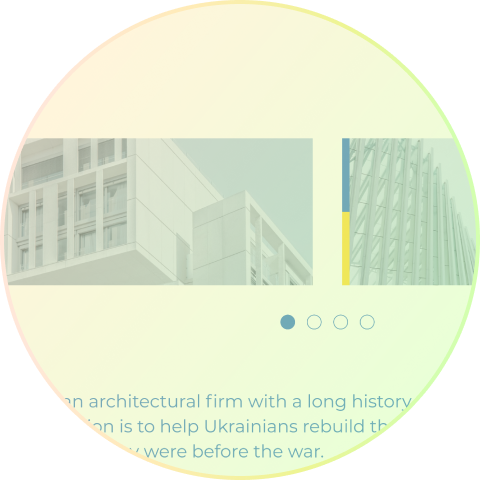 an architectural firm with a long history
is to help Ukrainians rebuild
were before the war.